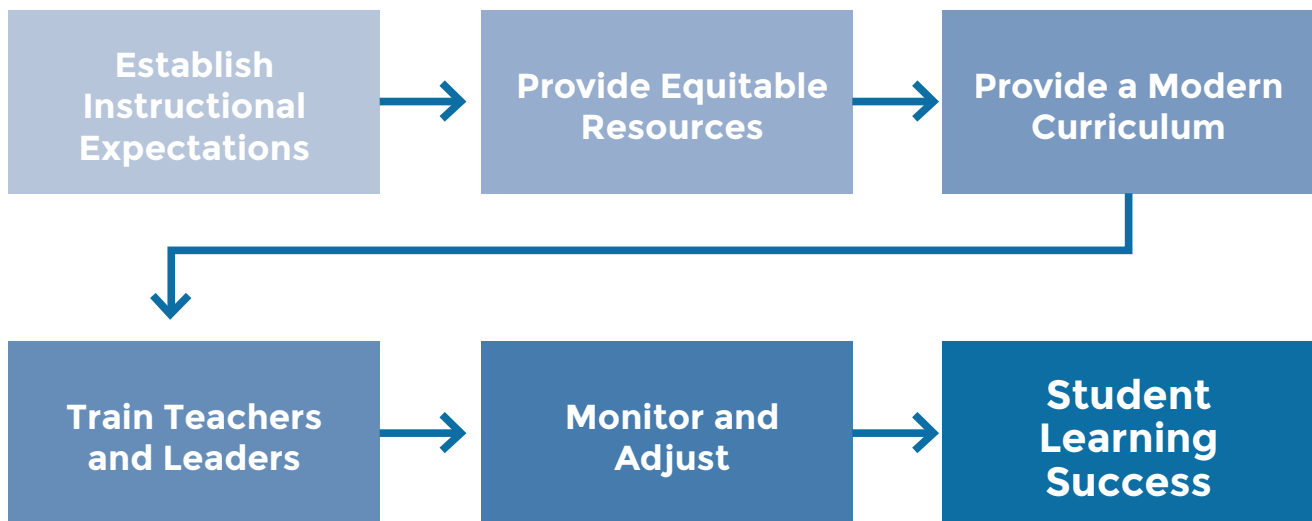 Establish
Instructional
Expectations
Provide Equitable
Resources
Provide a Modern
Curriculum
Train Teachers
and Leaders
Monitor and
Adjust
Student
Learning
Success